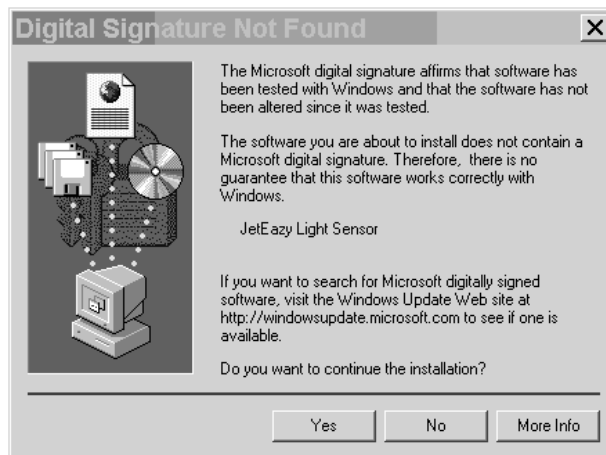 Digital Signature Not Found
The Microsoft digital signature affirms that software has
been tested with Windows and that the software has not
been altered since it was tested.
The software you are about to install does not contain a
Microsoft digital signature. Therefore, there is no
guarantee that this software works correctly with
Windows.
JetEazy Light Sensor
If you want to search for Microsoft digitally signed
software, visit the Windows Update Web site at
http://windowsupdate.microsoft.com to see if one is
available.
Do you want to continue the installation?
Yes No More Info